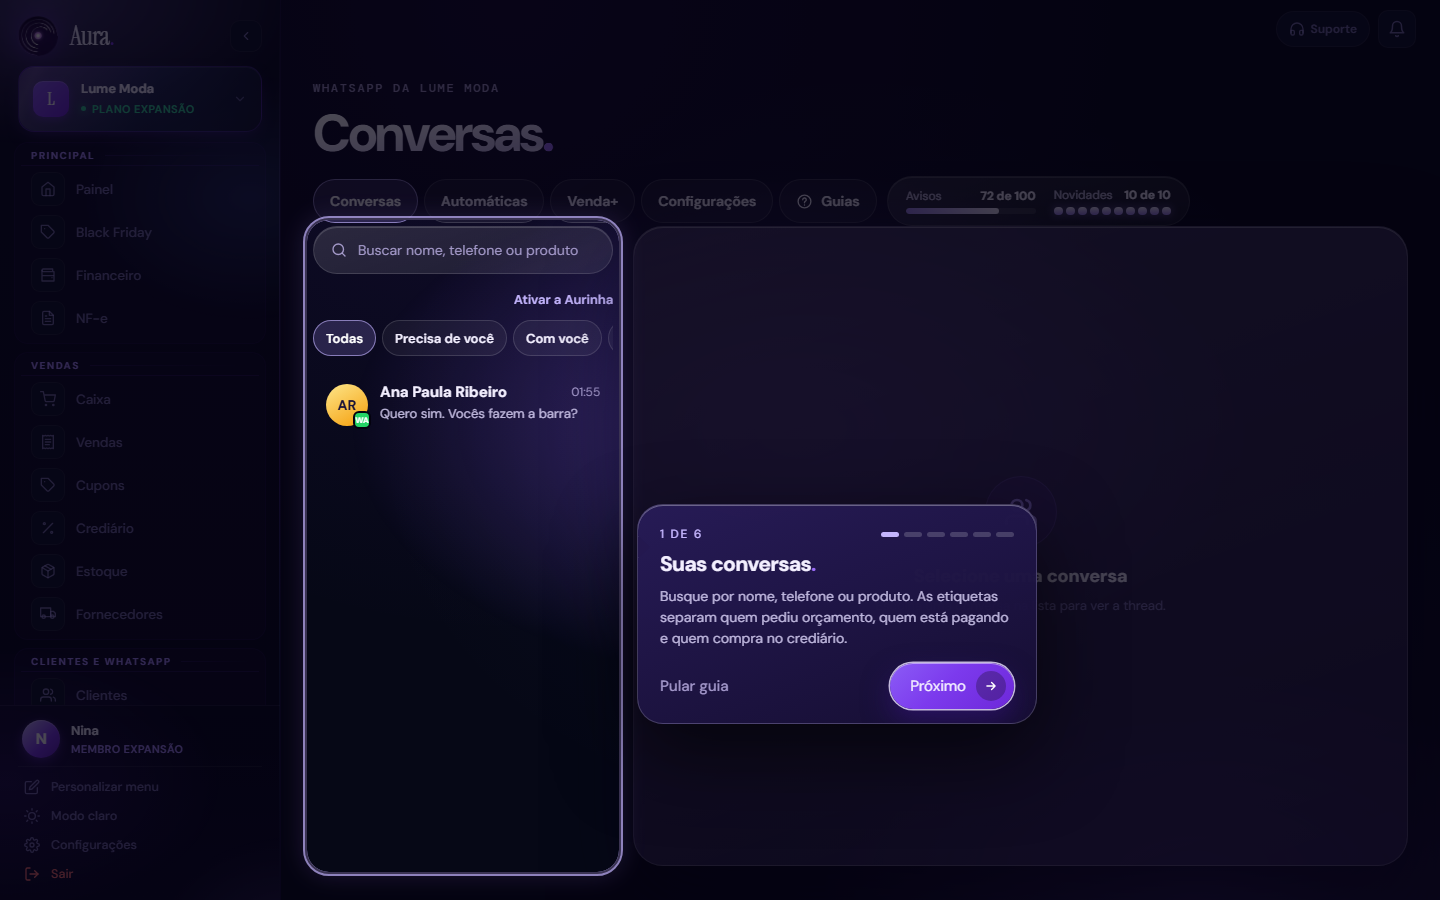 Aura.
Suporte
L
Lume Moda
PLANO EXPANSÃO
PRINCIPAL
Painel
Black Friday
Financeiro
NF-e
VENDAS
Caixa
Vendas
Cupons
Crediário
Estoque
Fornecedores
CLIENTES E WHATSAPP
Clientes
N
Nina
MEMBRO EXPANSÃO
Personalizar menu
Modo claro
Configurações
Sair
WHATSAPP DA LUME MODA
Conversas.
Conversas
Automáticas
Venda+
Configurações
Guias
Avisos 72 de 100
Novidades 10 de 10
Buscar nome, telefone ou produto
Ativar a Aurinha
Todas
Precisa de você
Com você
AR
WA
Ana Paula Ribeiro 01:55
Quero sim. Vocês fazem a barra?
1 DE 6
Suas conversas.
Busque por nome, telefone ou produto. As etiquetas
separam quem pediu orçamento, quem está pagando
e quem compra no crediário.
Pular guia
Próximo
conversa
para ver a thread.